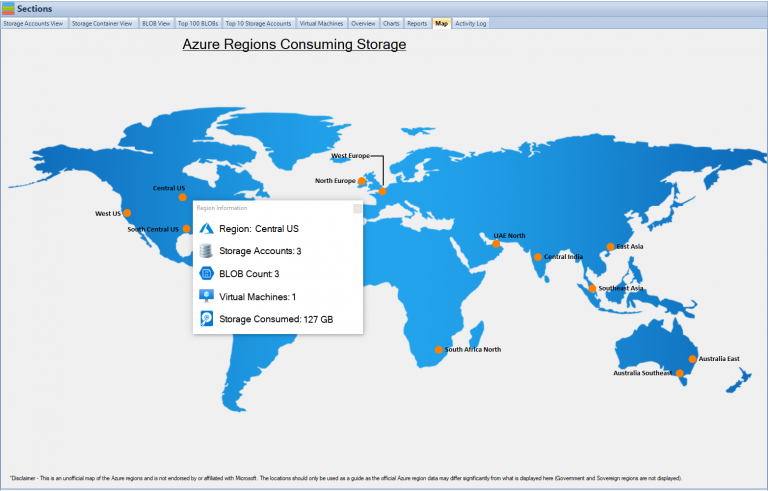 Sections
Storage Accounts View Storage Container View BLOB View Top 100 BLOBs Top 10 Storage Accounts Virtual Machines Overview Charts Reports Map Activity Log
Azure Regions Consuming Storage
West Europe
North Europe
Central US
West US
South Central US
Region Information
Region: Central US
Storage Accounts: 3
BLOB Count: 3
Virtual Machines: 1
Storage Consumed: 127 GB
UAE North
East Asia
Central India
Southeast Asia
South Africa North
Australia East
Australia Southeast
*Disclaimer - This is an unofficial map of the Azure regions and is not endorsed by or affiliated with Microsoft. The locations should only be used as a guide as the official Azure region data may differ significantly from what is displayed here (Government and Sovereign regions are not displayed).